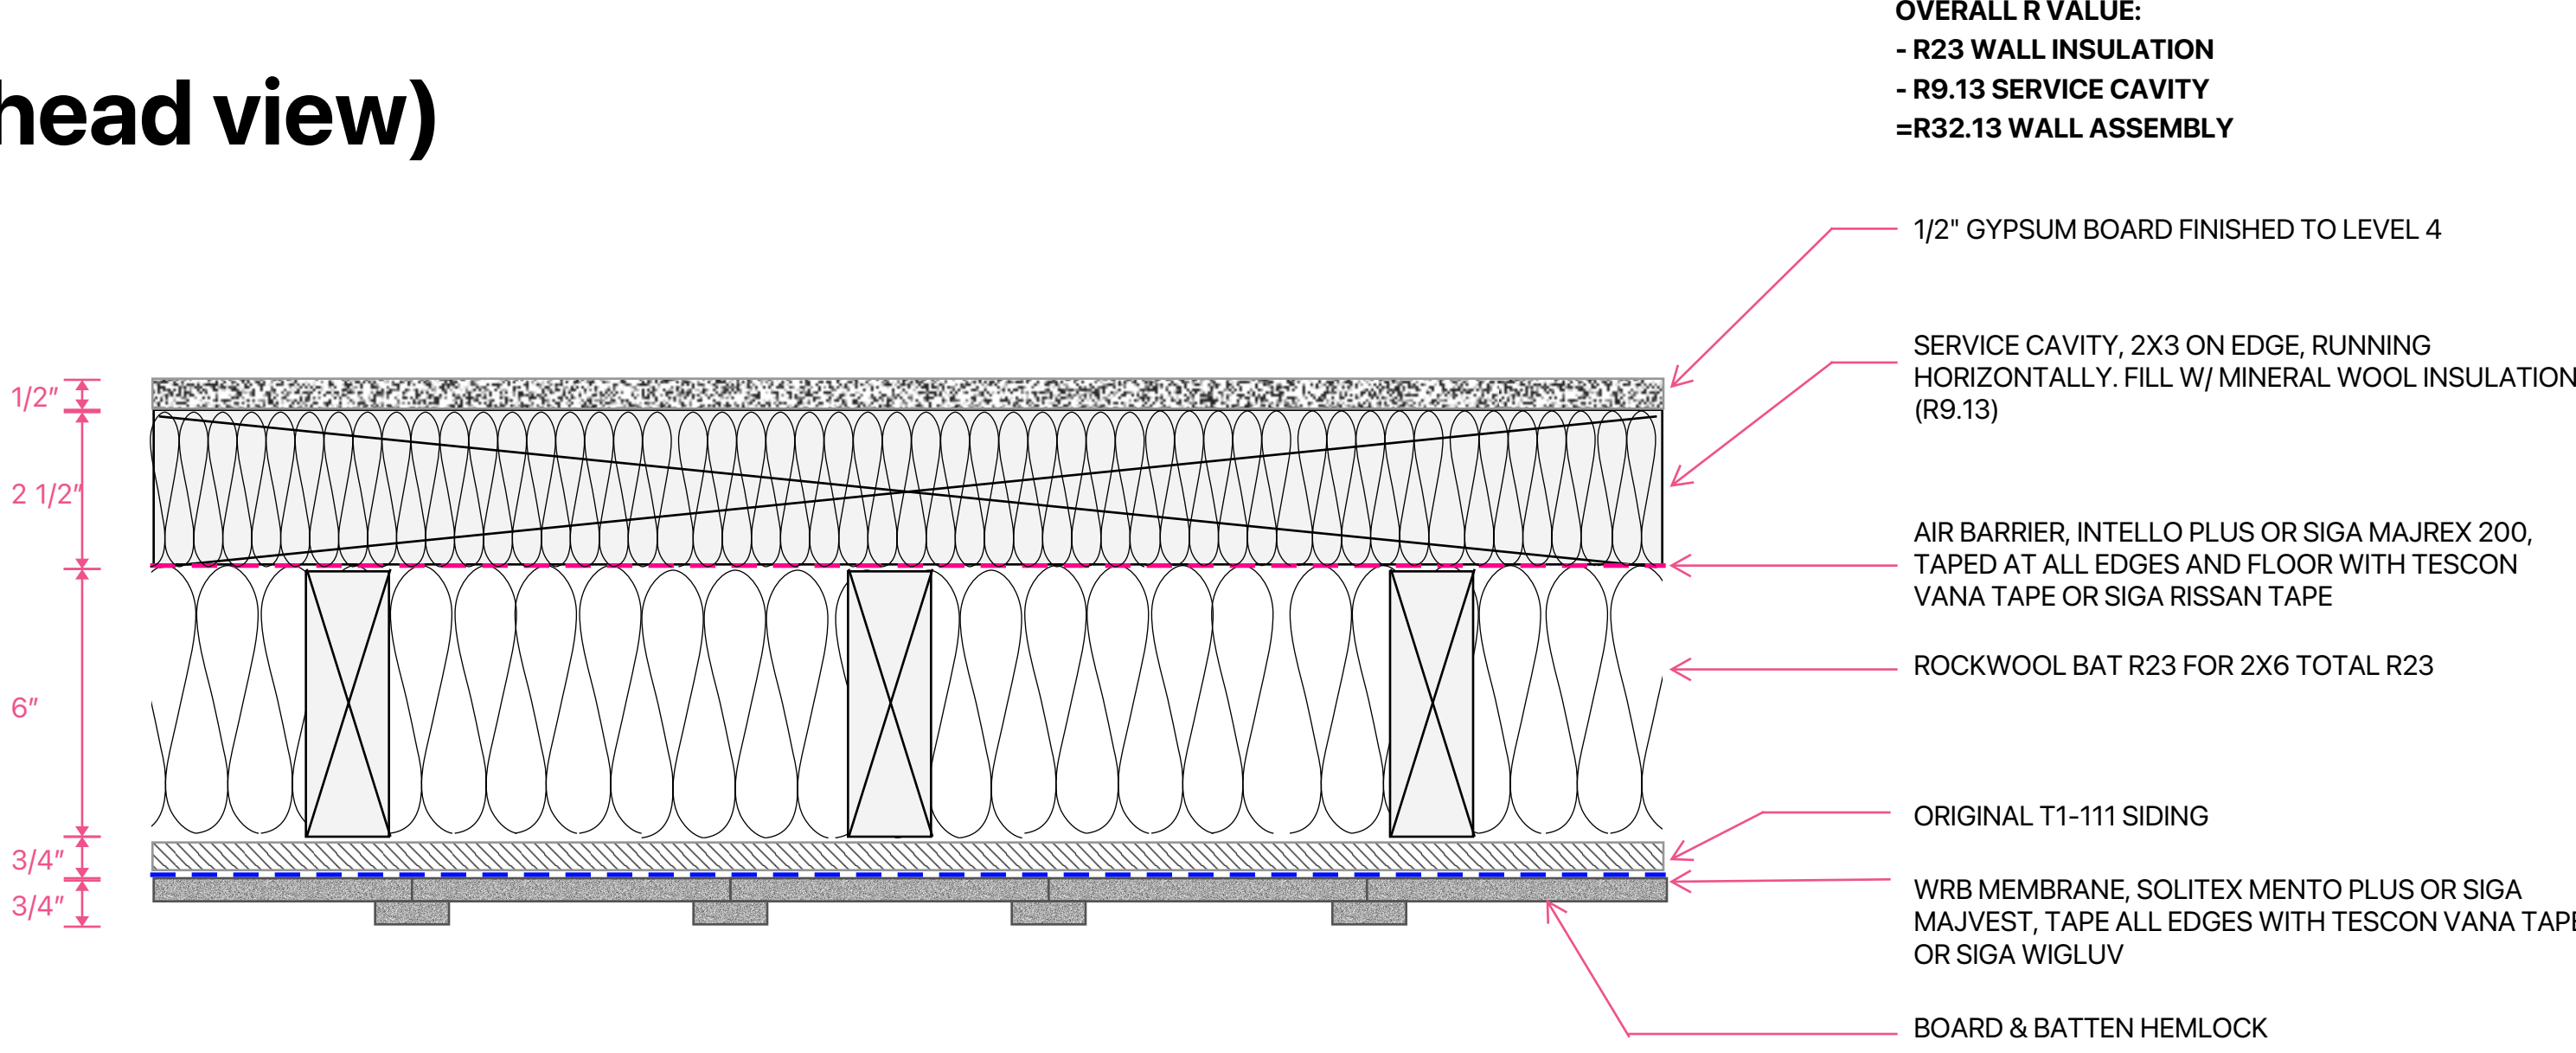 head view)
OVERALL R VALUE:
- R23 WALL INSULATION
- R9.13 SERVICE CAVITY
=R32.13 WALL ASSEMBLY
1/2" GYPSUM BOARD FINISHED TO LEVEL 4
SERVICE CAVITY, 2X3 ON EDGE, RUNNING
HORIZONTALLY. FILL W/ MINERAL WOOL INSULATION
(R9.13)
AIR BARRIER, INTELLO PLUS OR SIGA MAJREX 200,
TAPED AT ALL EDGES AND FLOOR WITH TESCON
VANA TAPE OR SIGA RISSAN TAPE
ROCKWOOL BAT R23 FOR 2X6 TOTAL R23
ORIGINAL T1-111 SIDING
WRB MEMBRANE, SOLITEX MENTO PLUS OR SIGA
MAJVEST, TAPE ALL EDGES WITH TESCON VANA TAPE
OR SIGA WIGLUV
BOARD & BATTEN HEMLOCK
1/2"
2 1/2"
6"
3/4"
3/4"